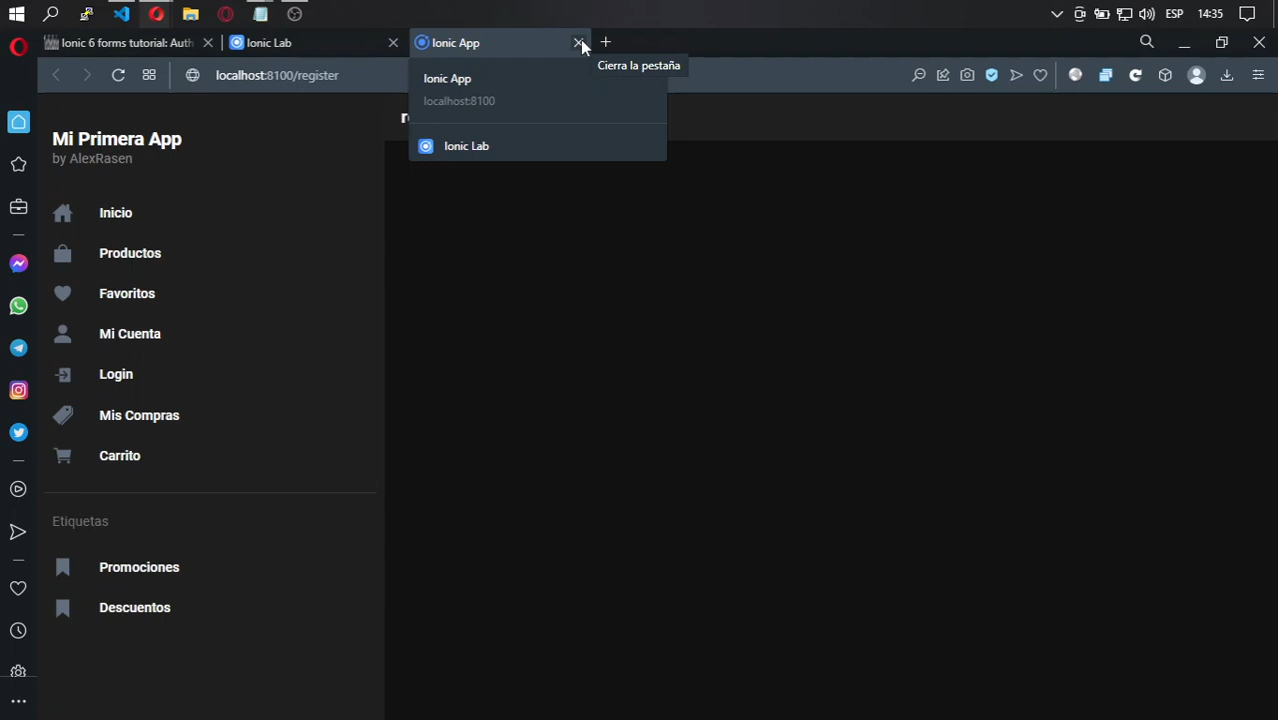 ESP
14:35
Ionic 6 forms tutorial: Auth
Ionic Lab
Ionic App
Cierra la pestaña
localhost:8100/register
Ionic App
localhost:8100
Ionic Lab
Mi Primera App
by AlexRasen
Inicio
Productos
Favoritos
Mi Cuenta
Login
Mis Compras
Carrito
Etiquetas
Promociones
Descuentos